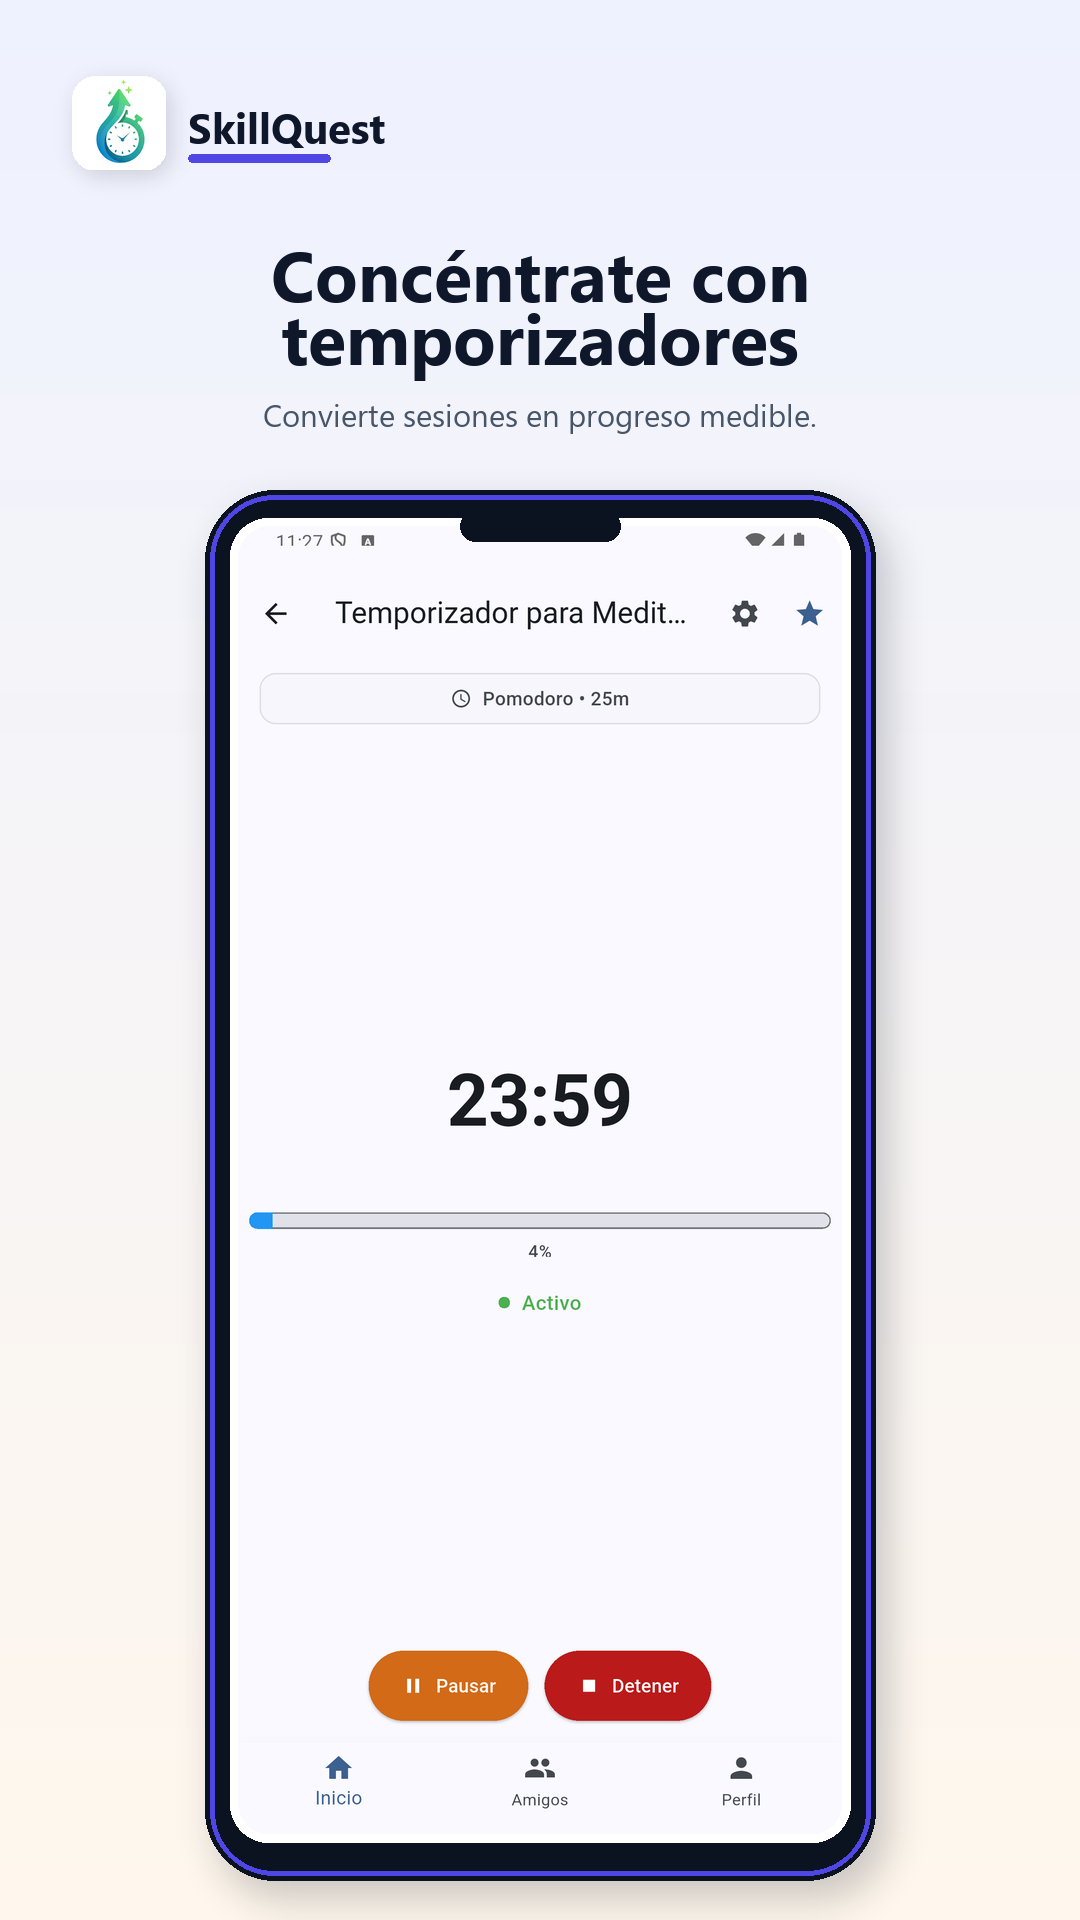 SkillQuest
Concéntrate con
temporizadores
Convierte sesiones en progreso medible.
11:27
Temporizador para Medit...
Pomodoro • 25m
23:59
4%
Activo
Pausar
Detener
Inicio
Amigos
Perfil